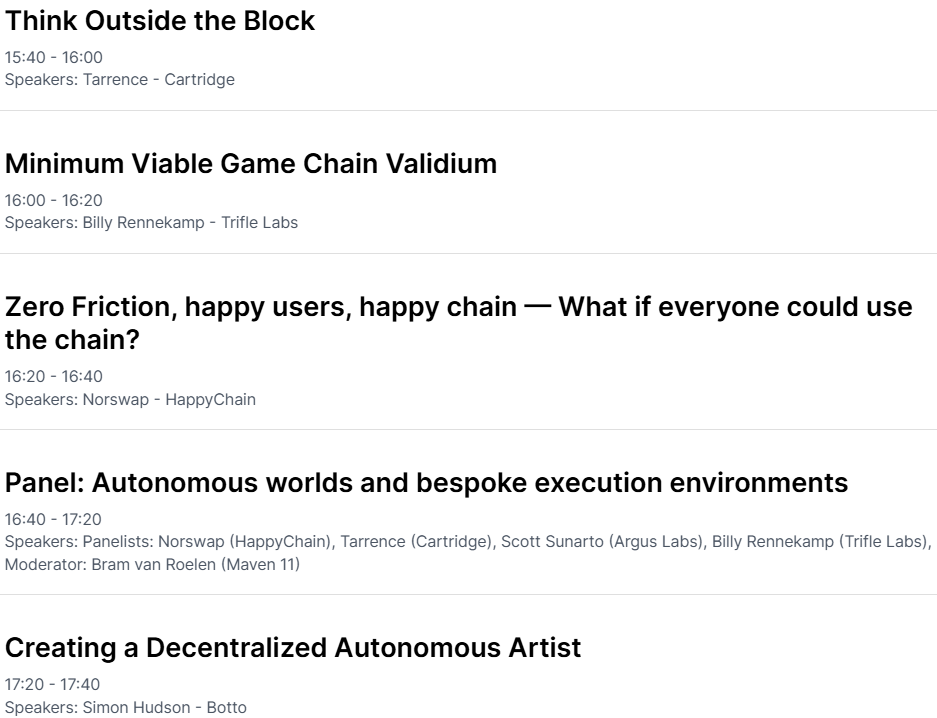 Think Outside the Block
15:40 - 16:00
Speakers: Tarrence - Cartridge
Minimum Viable Game Chain Validium
16:00 - 16:20
Speakers: Billy Rennekamp - Trifle Labs
Zero Friction, happy users, happy chain — What if everyone could use
the chain?
16:20 - 16:40
Speakers: Norswap - HappyChain
Panel: Autonomous worlds and bespoke execution environments
16:40 - 17:20
Speakers: Panelists: Norswap (HappyChain), Tarrence (Cartridge), Scott Sunarto (Argus Labs), Billy Rennekamp (Trifle Labs),
Moderator: Bram van Roelen (Maven 11)
Creating a Decentralized Autonomous Artist
17:20 - 17:40
Speakers: Simon Hudson - Botto